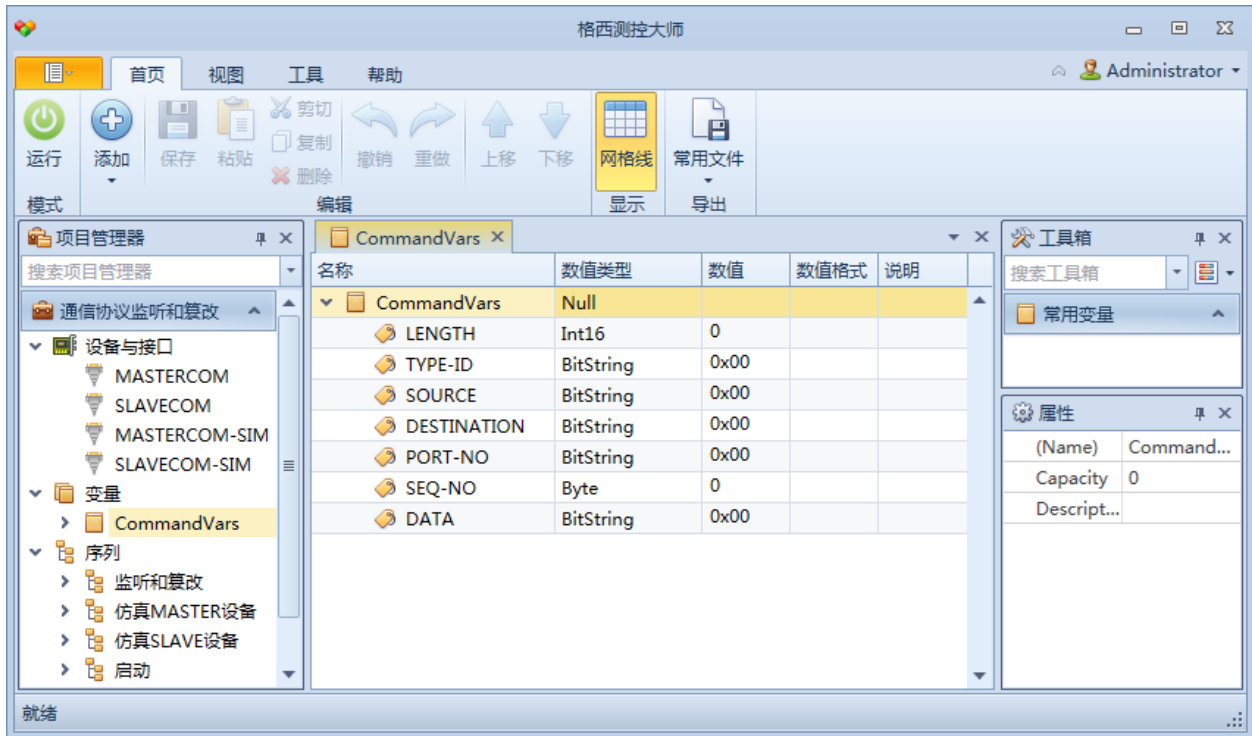 格西测控大师
首页 视图 工具 帮助 Administrator
运行 添加 保存 粘贴 剪切 复制 删除 撤销 重做 上移 下移 网格线 常用文件
模式 编辑 显示 导出
项目管理器
搜索项目管理器
通信协议监听和篡改
设备与接口
MASTERCOM
SLAVECOM
MASTERCOM-SIM
SLAVECOM-SIM
变量
CommandVars
序列
监听和篡改
仿真MASTER设备
仿真SLAVE设备
启动
CommandVars
名称 数值类型 数值 数值格式 说明
CommandVars Null
LENGTH Int16 0
TYPE-ID BitString 0x00
SOURCE BitString 0x00
DESTINATION BitString 0x00
PORT-NO BitString 0x00
SEQ-NO Byte 0
DATA BitString 0x00
工具箱
搜索工具箱
常用变量
属性
(Name) Command...
Capacity 0
Descript...
就绪